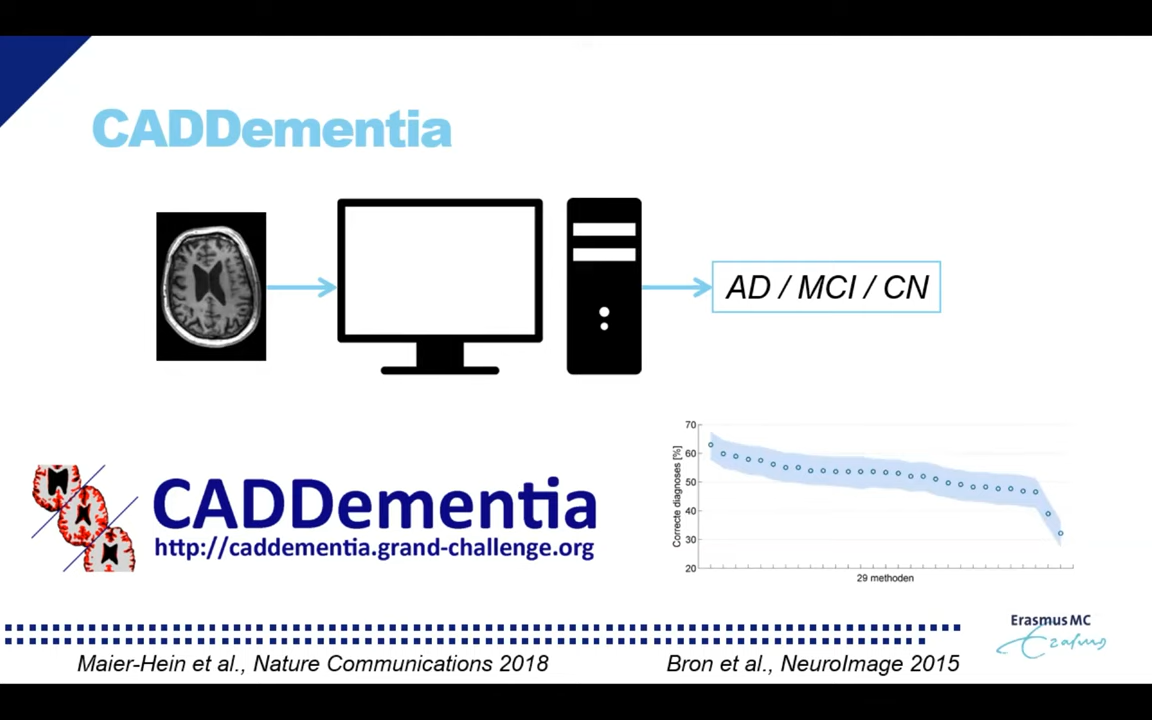 CADDementia
AD / MCI / CN
CADDementia
http://caddementia.grand-challenge.org
Correcte diagnoses [%]
70
60
50
40
30
20
29 methoden
Erasmus MC
Erasmus
Maier-Hein et al., Nature Communications 2018
Bron et al., NeuroImage 2015